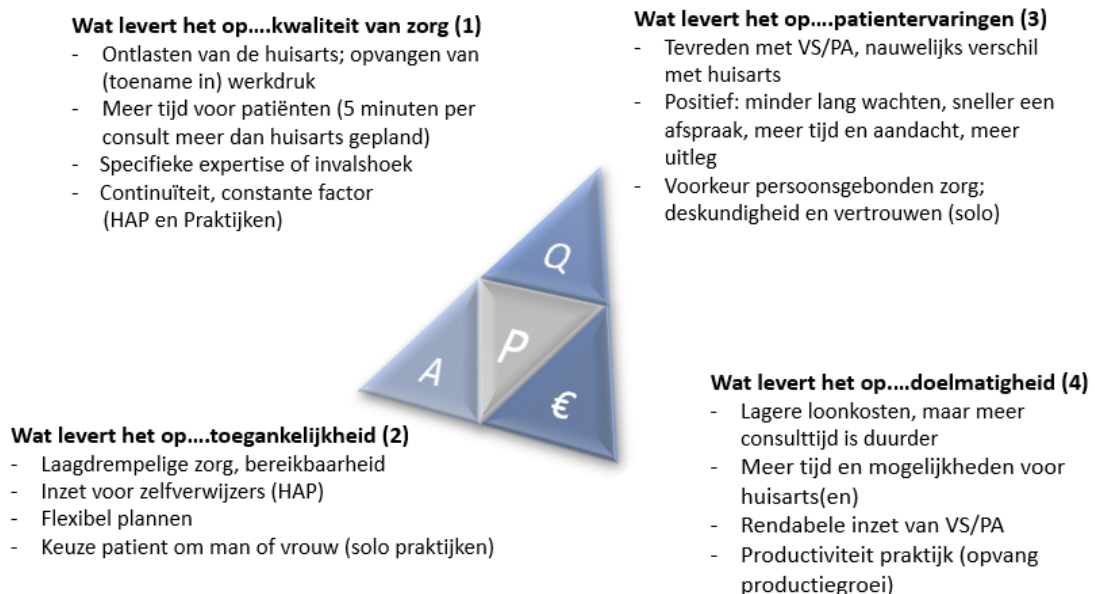 Wat levert het op....kwaliteit van zorg (1)
- Ontlasten van de huisarts; opvangen van
(toename in) werkdruk
- Meer tijd voor patiënten (5 minuten per
consult meer dan huisarts gepland)
- Specifieke expertise of invalshoek
- Continuïteit, constante factor
(HAP en Praktijken)
Wat levert het op....patientervaringen (3)
- Tevreden met VS/PA, nauwelijks verschil
met huisarts
- Positief: minder lang wachten, sneller een
afspraak, meer tijd en aandacht, meer
uitleg
- Voorkeur persoonsgebonden zorg;
deskundigheid en vertrouwen (solo)
Q
P
A
€
Wat levert het op....toegankelijkheid (2)
- Laagdrempelige zorg, bereikbaarheid
- Inzet voor zelfverwijzers (HAP)
- Flexibel plannen
- Keuze patient om man of vrouw (solo praktijken)
Wat levert het op....doelmatigheid (4)
- Lagere loonkosten, maar meer
consulttijd is duurder
- Meer tijd en mogelijkheden voor
huisarts(en)
- Rendabele inzet van VS/PA
- Productiviteit praktijk (opvang
productiegroei)